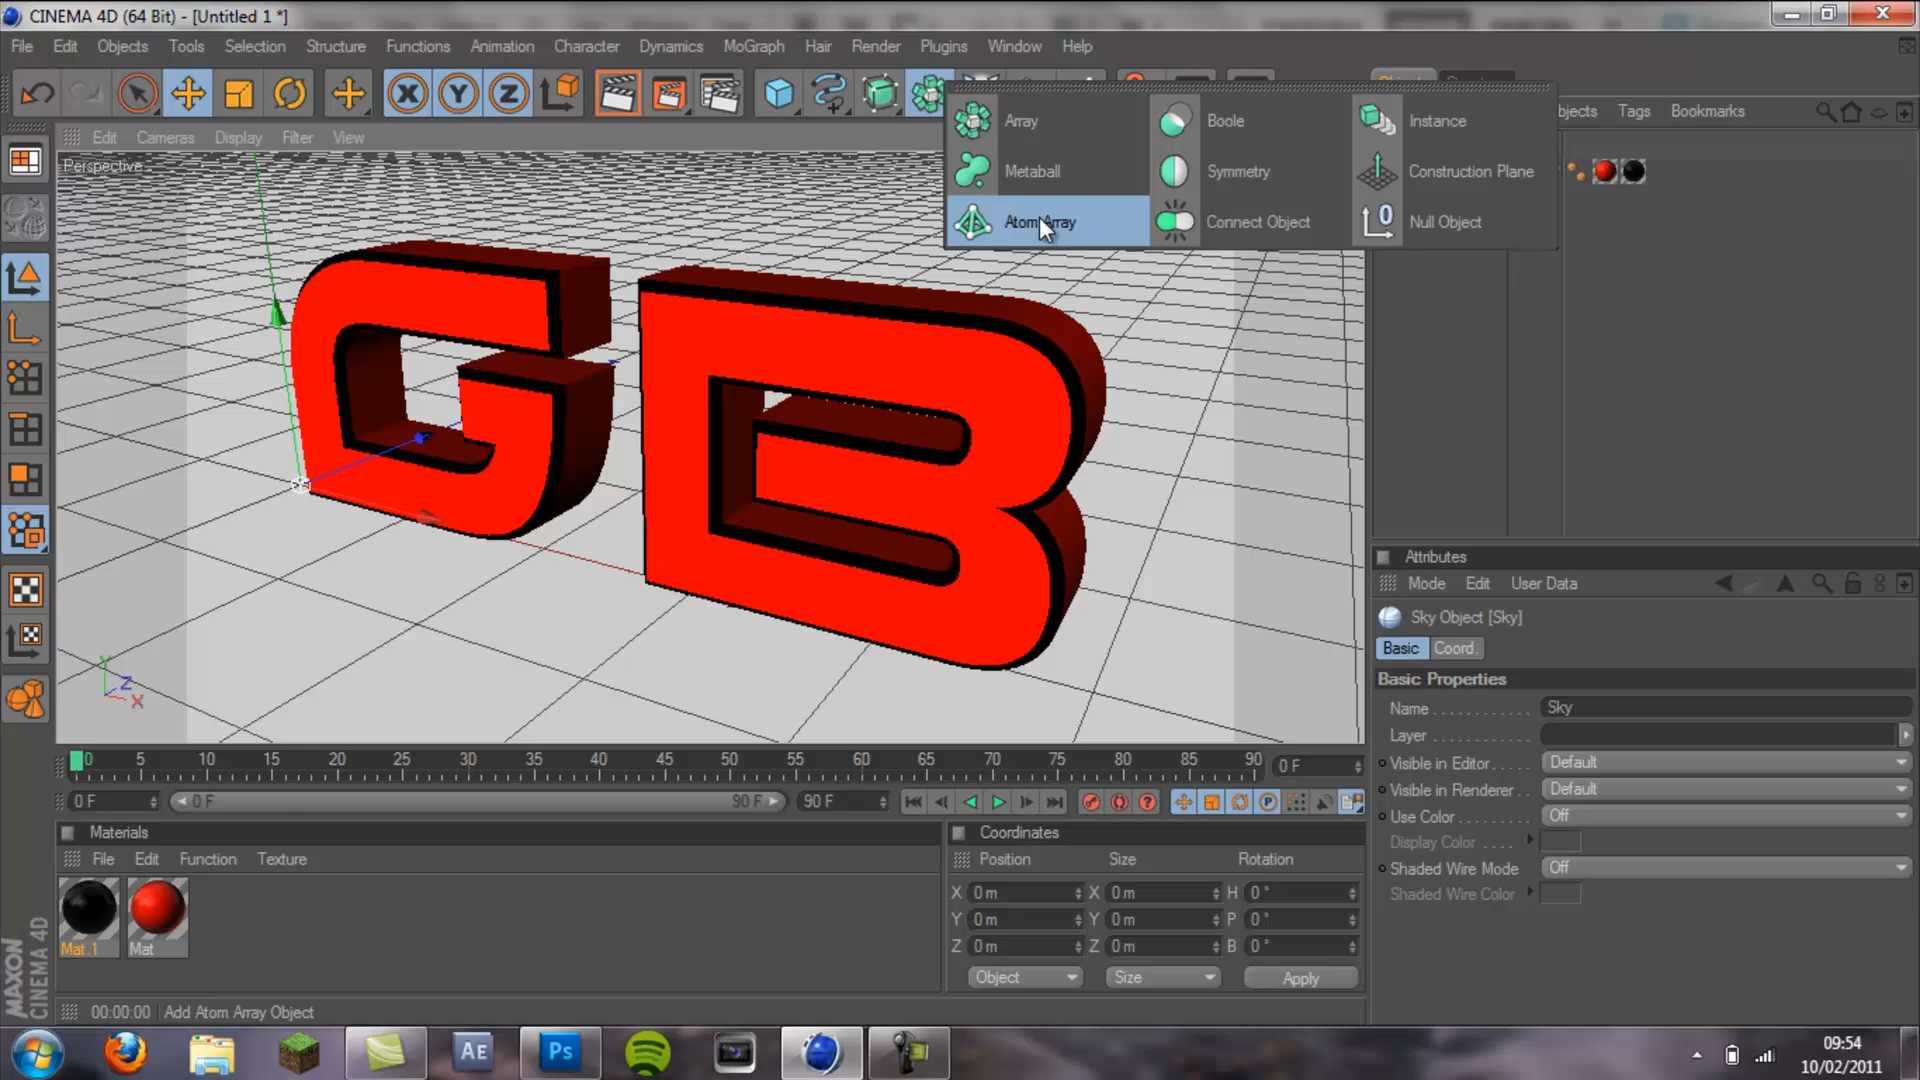 CINEMA 4D (64 Bit) - [Untitled 1 *]
File Edit Objects Tools Selection Structure Functions Animation Character Dynamics MoGraph Hair Render Plugins Window Help
X Y Z
Array Boole Instance
Metaball Symmetry Construction Plane
Atom Array Connect Object Null Object
Tags Bookmarks
Edit Cameras Display Filter View
Perspective
GB
Y Z X
0 5 10 15 20 25 30 35 40 45 50 55 60 65 70 75 80 85 90 0 F
0 F 0 F 90 F 90 F
Attributes
Mode Edit User Data
Sky Object [Sky]
Basic Coord.
Basic Properties
Name Sky
Layer
Visible in Editor Default
Visible in Renderer Default
Use Color Off
Display Color
Shaded Wire Mode Off
Shaded Wire Color
Materials
File Edit Function Texture
Mat.1 Mat
Coordinates
Position Size Rotation
X 0 m X 0 m H 0 °
Y 0 m Y 0 m P 0 °
Z 0 m Z 0 m B 0 °
Object Size Apply
MAXON
CINEMA 4D
00:00:00 Add Atom Array Object
AE Ps
09:54
10/02/2011